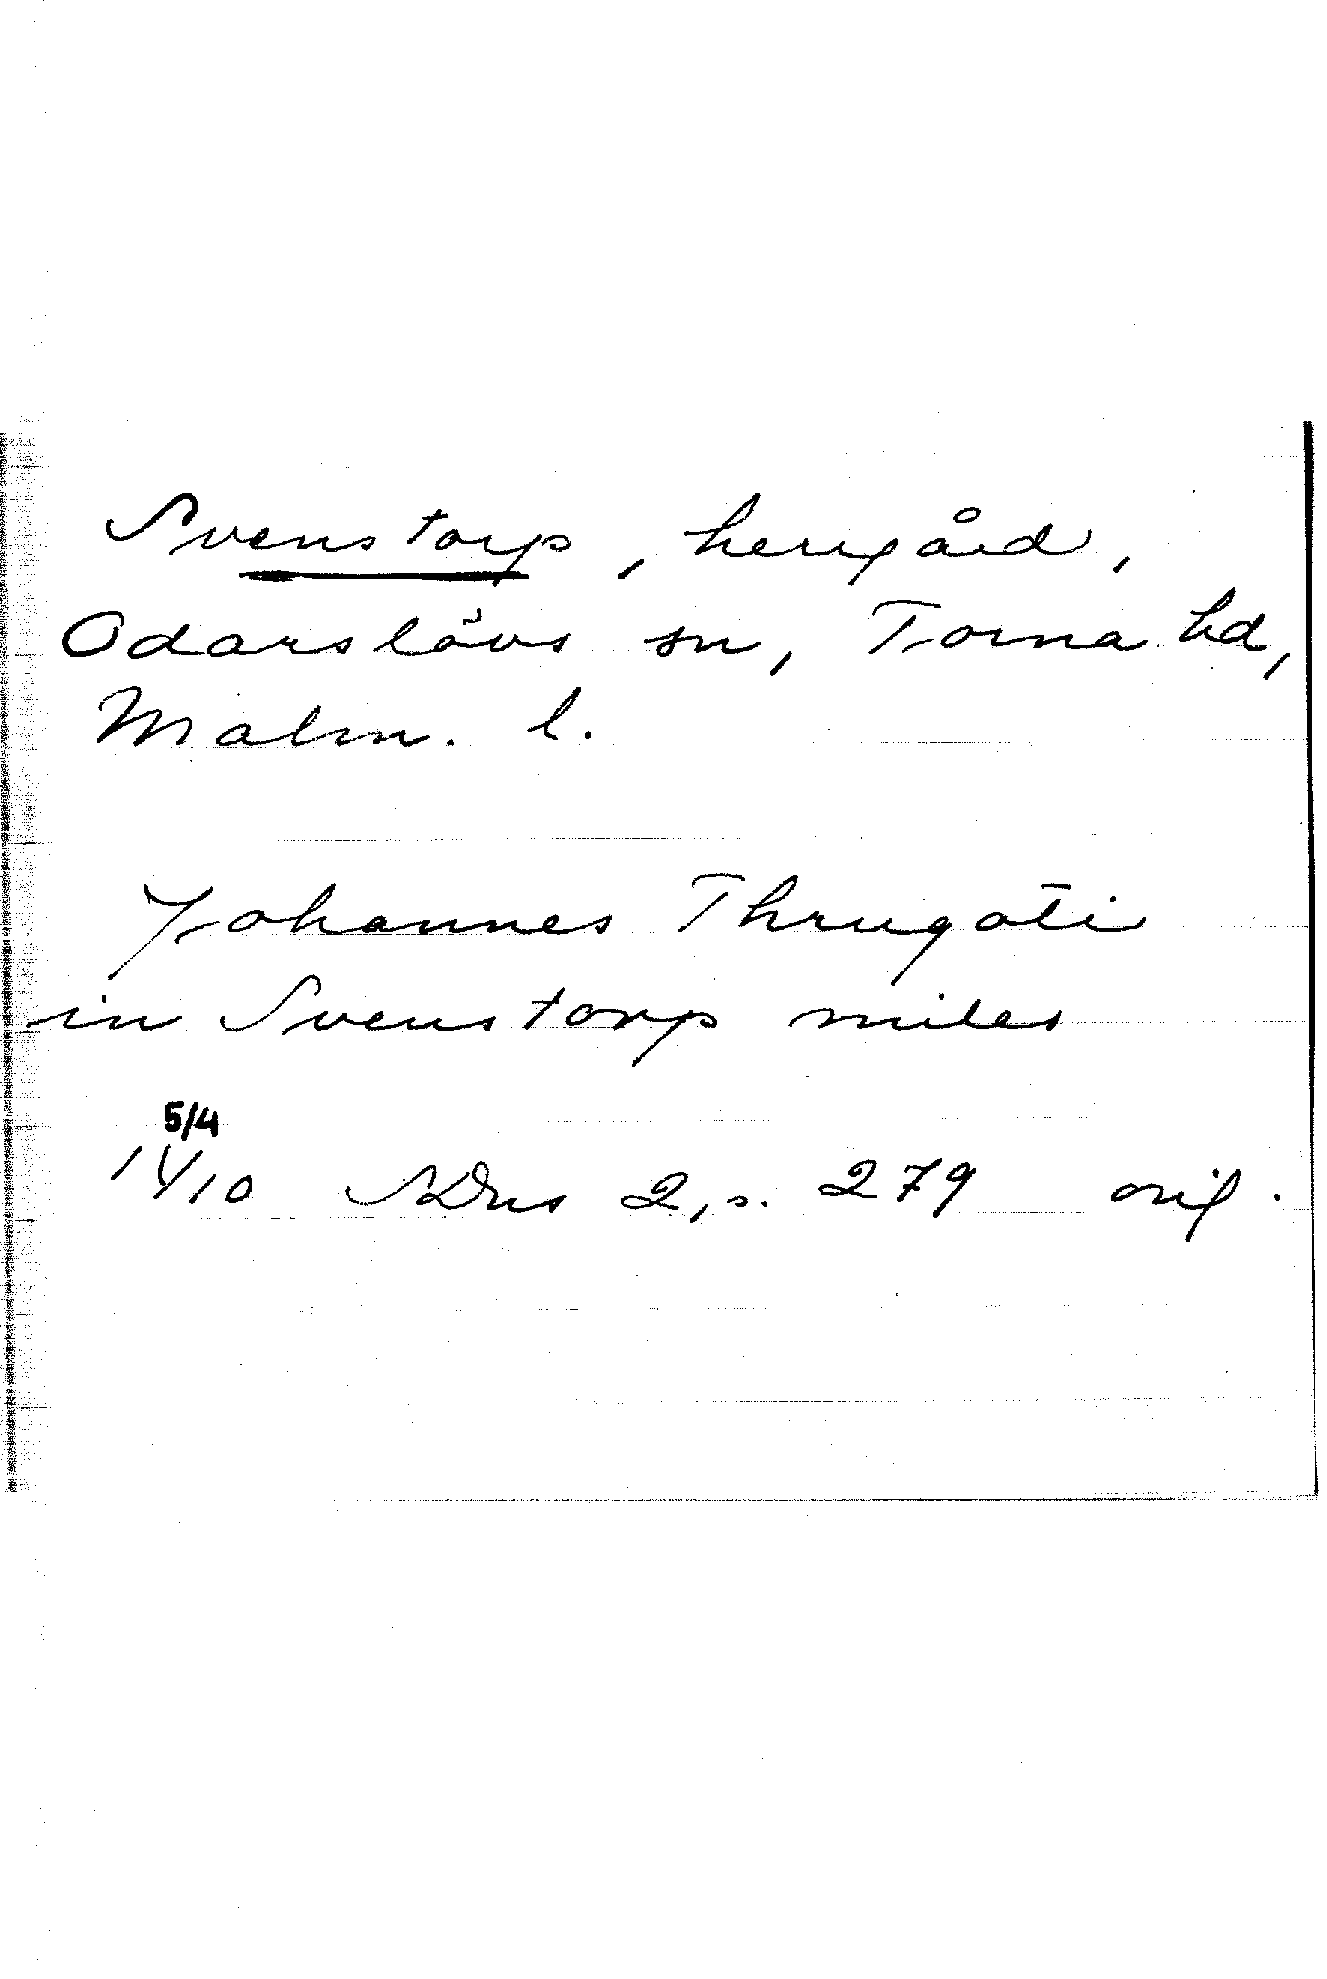 Svenstorp, herrgård,
Odarslövs sn, Torna hd,
Malm. l.
Johannes Thrugoti
in Svenstorp miles
5/4
1410 SDns 2, s. 279 orig.